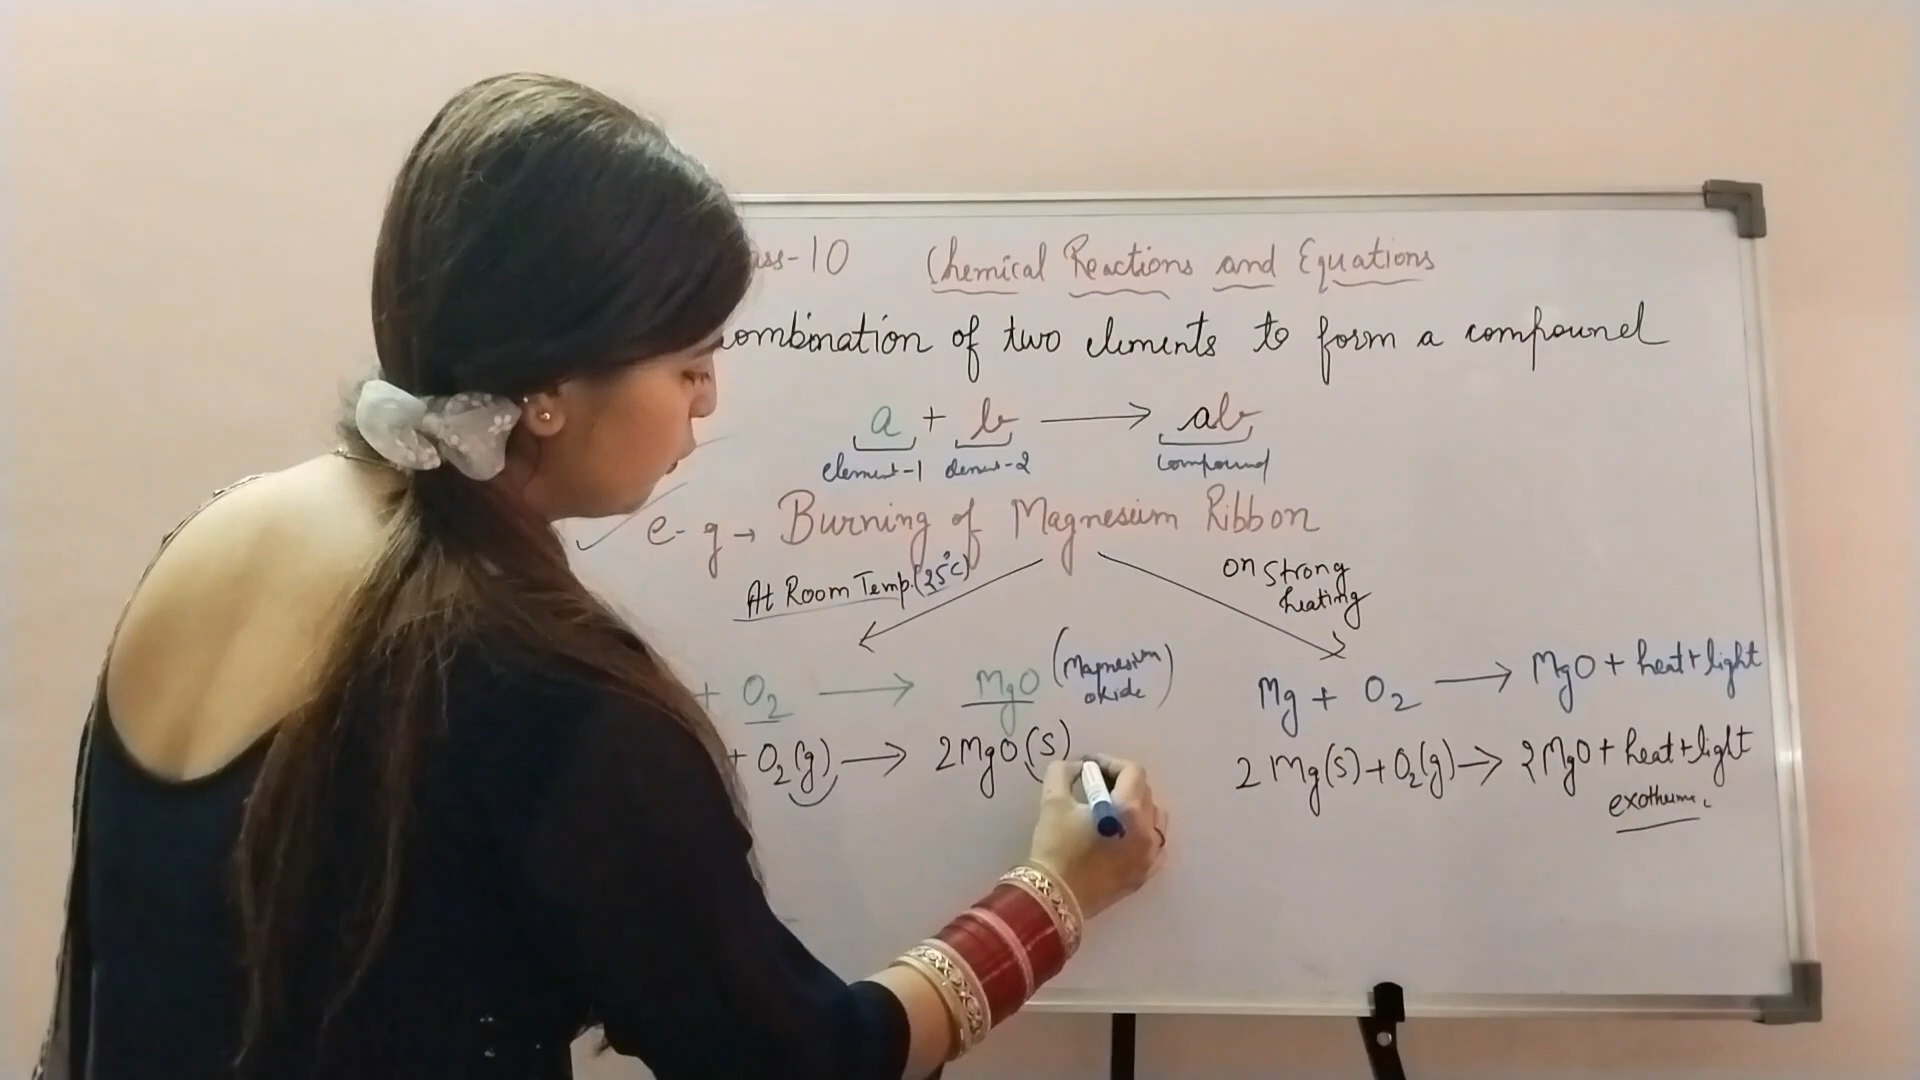 ass-10 Chemical Reactions and Equations
combination of two elements to form a compound
a + b → ab
element-1 element-2 compound
e-g → Burning of Magnesium Ribbon
At Room Temp. (25°C)
on strong
heating
+ O₂ → MgO (Magnesium
oxide)
Mg + O₂ → MgO + heat + light
+ O₂(g) → 2MgO(s)
2Mg(s) + O₂(g) → 2MgO + heat + light